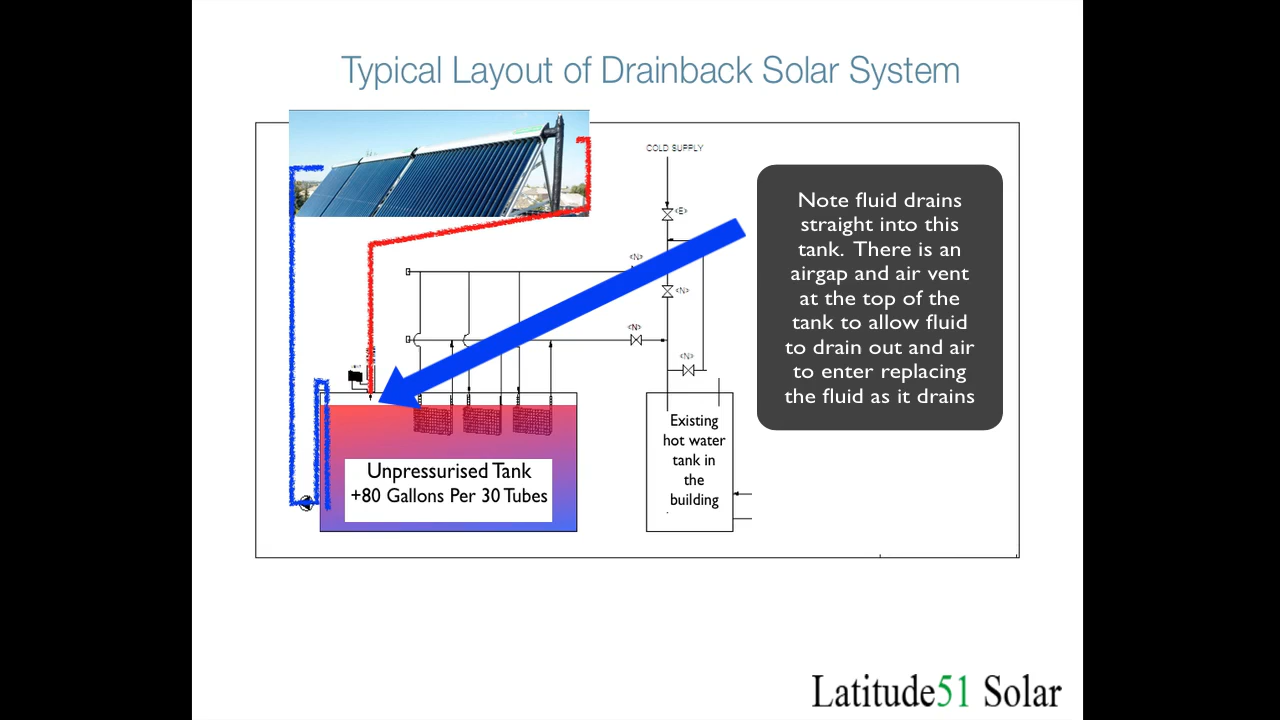 Typical Layout of Drainback Solar System
COLD SUPPLY
<E>
<N>
<N>
<N>
<N>
Note fluid drains
straight into this
tank. There is an
airgap and air vent
at the top of the
tank to allow fluid
to drain out and air
to enter replacing
the fluid as it drains
Unpressurised Tank
+80 Gallons Per 30 Tubes
Existing
hot water
tank in
the
building
Latitude51 Solar